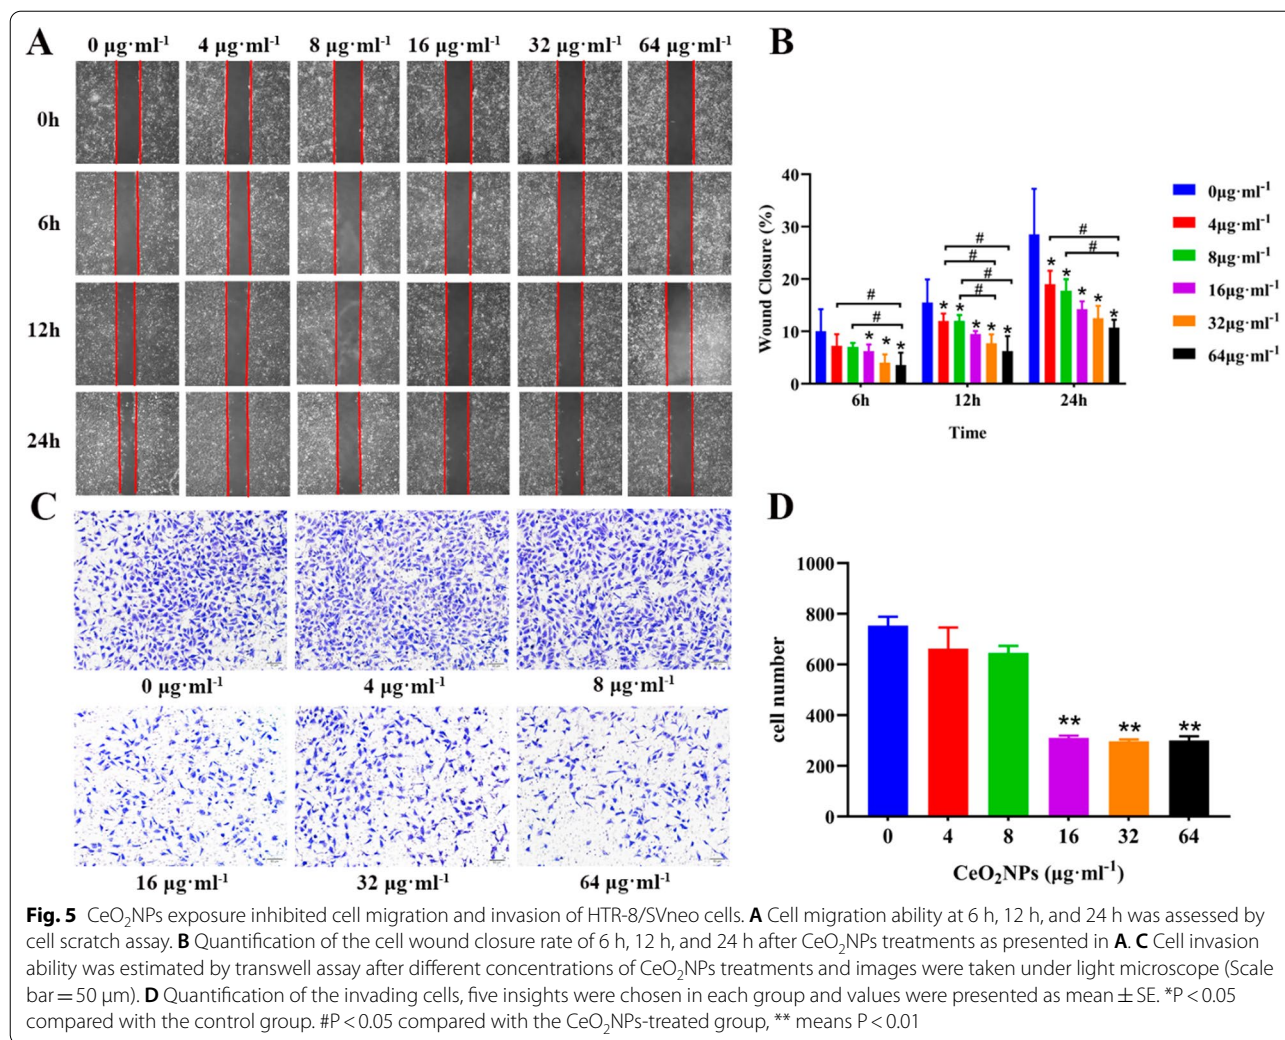 A
0 µg·ml⁻¹ 4 µg·ml⁻¹ 8 µg·ml⁻¹ 16 µg·ml⁻¹ 32 µg·ml⁻¹ 64 µg·ml⁻¹
0h
6h
12h
24h
B
Wound Closure (%)
40
30
20
10
0
# # * * *
# # # # * * * * *
# # * * * * *
6h 12h 24h
Time
0µg·ml⁻¹
4µg·ml⁻¹
8µg·ml⁻¹
16µg·ml⁻¹
32µg·ml⁻¹
64µg·ml⁻¹
C
0 µg·ml⁻¹ 4 µg·ml⁻¹ 8 µg·ml⁻¹
16 µg·ml⁻¹ 32 µg·ml⁻¹ 64 µg·ml⁻¹
D
cell number
1000
800
600
400
200
0
** ** **
0 4 8 16 32 64
CeO₂NPs (µg·ml⁻¹)
Fig. 5 CeO₂NPs exposure inhibited cell migration and invasion of HTR-8/SVneo cells. A Cell migration ability at 6 h, 12 h, and 24 h was assessed by
cell scratch assay. B Quantification of the cell wound closure rate of 6 h, 12 h, and 24 h after CeO₂NPs treatments as presented in A. C Cell invasion
ability was estimated by transwell assay after different concentrations of CeO₂NPs treatments and images were taken under light microscope (Scale
bar = 50 µm). D Quantification of the invading cells, five insights were chosen in each group and values were presented as mean ± SE. *P < 0.05
compared with the control group. #P < 0.05 compared with the CeO₂NPs-treated group, ** means P < 0.01